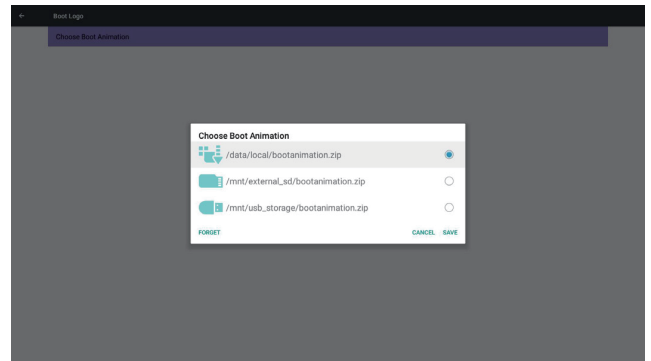 Boot Logo
Choose Boot Animation
Choose Boot Animation
/data/local/bootanimation.zip
/mnt/external_sd/bootanimation.zip
/mnt/usb_storage/bootanimation.zip
FORGET CANCEL SAVE